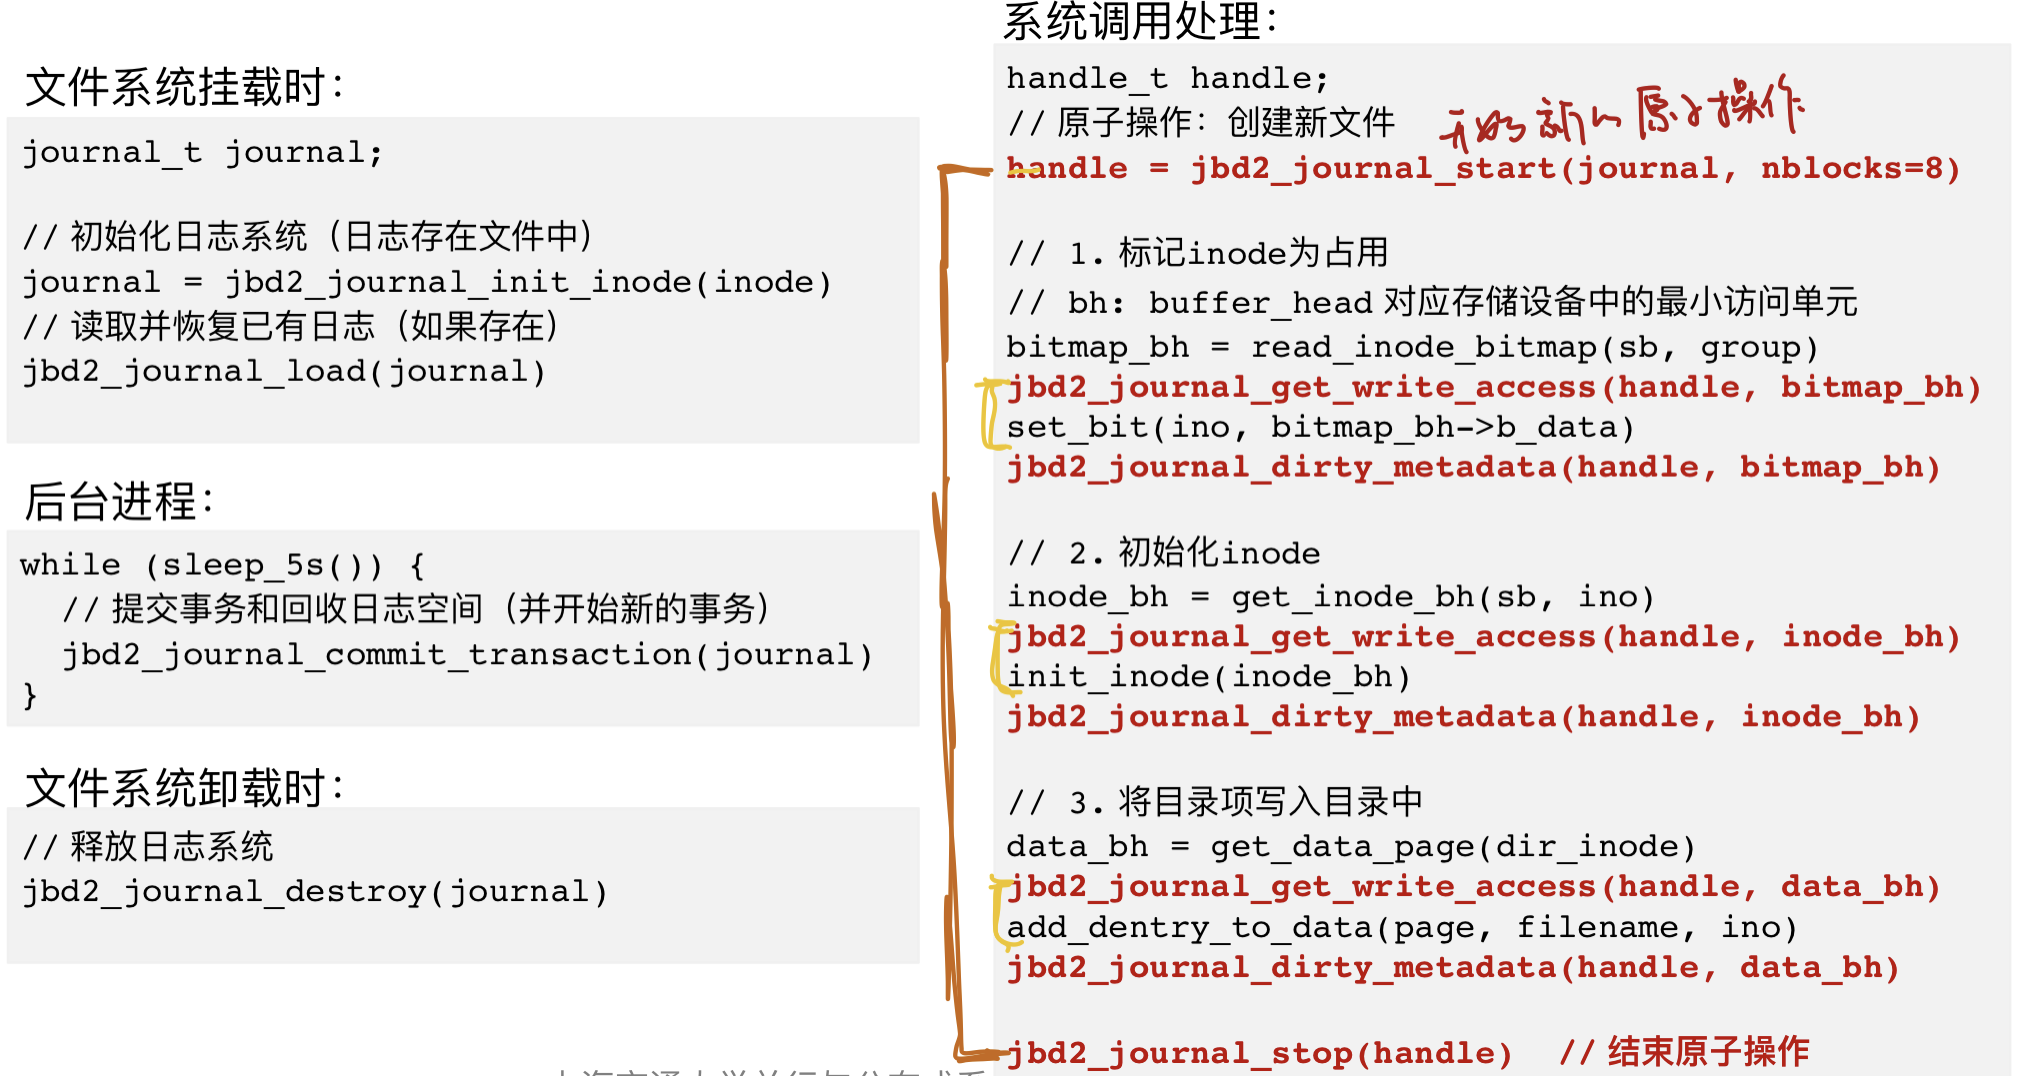 文件系统挂载时：
journal_t journal;
// 初始化日志系统（日志存在文件中）
journal = jbd2_journal_init_inode(inode)
// 读取并恢复已有日志（如果存在）
jbd2_journal_load(journal)
后台进程：
while (sleep_5s()) {
// 提交事务和回收日志空间（并开始新的事务）
jbd2_journal_commit_transaction(journal)
}
文件系统卸载时：
// 释放日志系统
jbd2_journal_destroy(journal)
系统调用处理：
handle_t handle;
// 原子操作：创建新文件
开始新的原子操作
handle = jbd2_journal_start(journal, nblocks=8)
// 1. 标记inode为占用
// bh: buffer_head 对应存储设备中的最小访问单元
bitmap_bh = read_inode_bitmap(sb, group)
jbd2_journal_get_write_access(handle, bitmap_bh)
set_bit(ino, bitmap_bh->b_data)
jbd2_journal_dirty_metadata(handle, bitmap_bh)
// 2. 初始化inode
inode_bh = get_inode_bh(sb, ino)
jbd2_journal_get_write_access(handle, inode_bh)
init_inode(inode_bh)
jbd2_journal_dirty_metadata(handle, inode_bh)
// 3. 将目录项写入目录中
data_bh = get_data_page(dir_inode)
jbd2_journal_get_write_access(handle, data_bh)
add_dentry_to_data(page, filename, ino)
jbd2_journal_dirty_metadata(handle, data_bh)
jbd2_journal_stop(handle) // 结束原子操作